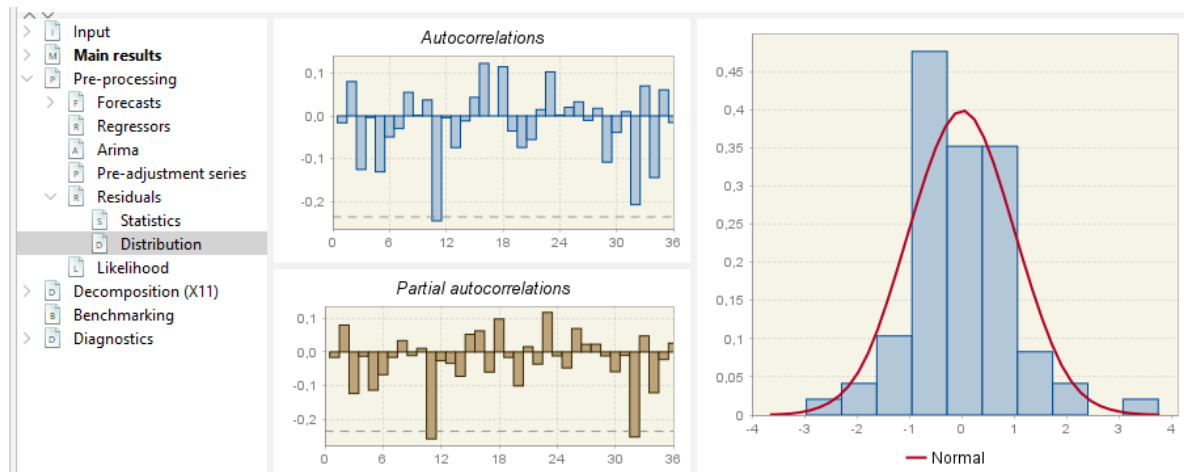 Input
Main results
Pre-processing
Forecasts
Regressors
Arima
Pre-adjustment series
Residuals
Statistics
Distribution
Likelihood
Decomposition (X11)
Benchmarking
Diagnostics
Autocorrelations
0,1
0,0
-0,1
-0,2
0 6 12 18 24 30 36
Partial autocorrelations
0,1
0,0
-0,1
-0,2
0 6 12 18 24 30 36
0,45
0,4
0,35
0,3
0,25
0,2
0,15
0,1
0,05
0
-4 -3 -2 -1 0 1 2 3 4
Normal